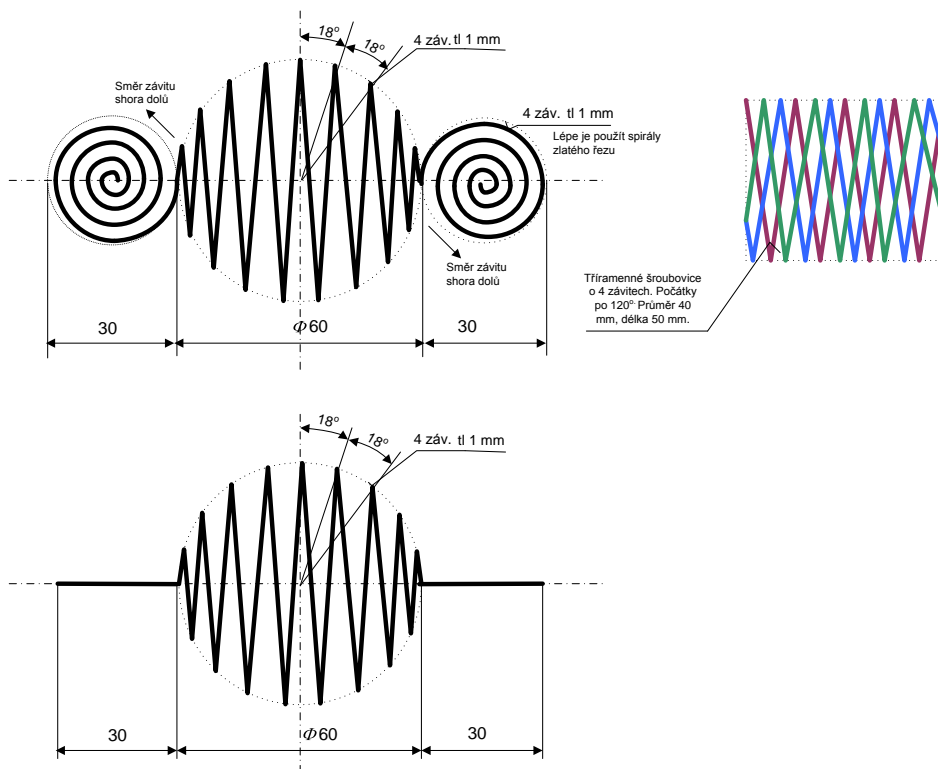 18°
18°
4 záv. tl 1 mm
Směr závitu
shora dolů
4 záv. tl 1 mm
Lépe je použít spirály
zlatého řezu
Směr závitu
shora dolů
Tříramenné šroubovice
o 4 závitech. Počátky
po 120°. Průměr 40
mm, délka 50 mm.
30
Φ60
30
18°
18°
4 záv. tl 1 mm
30
Φ60
30